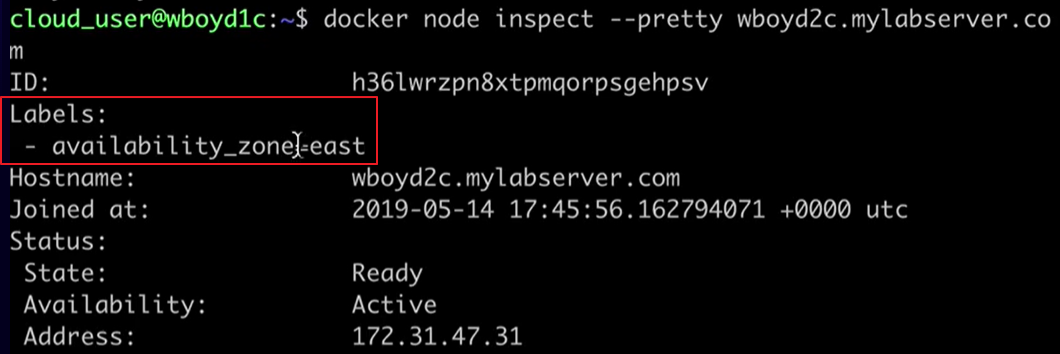 cloud_user@wboyd1c:~$ docker node inspect --pretty wboyd2c.mylabserver.co
m
ID: h36lwrzpn8xtpmqorpsgehpsv
Labels:
- availability_zone=east
Hostname: wboyd2c.mylabserver.com
Joined at: 2019-05-14 17:45:56.162794071 +0000 utc
Status:
State: Ready
Availability: Active
Address: 172.31.47.31